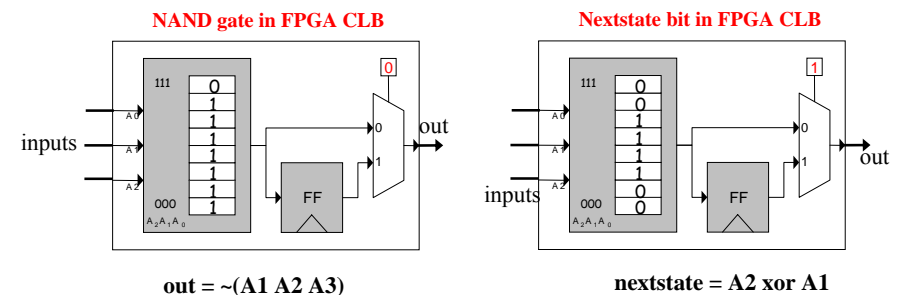 NAND gate in FPGA CLB
0
111
0
1
1
1
1
1
1
1
A0
A1
A2
inputs
000
A2A1A0
FF
0
1
out
out = ~(A1 A2 A3)
Nextstate bit in FPGA CLB
1
111
0
0
1
1
1
1
0
0
A0
A1
A2
inputs
000
A2A1A0
FF
0
1
out
nextstate = A2 xor A1